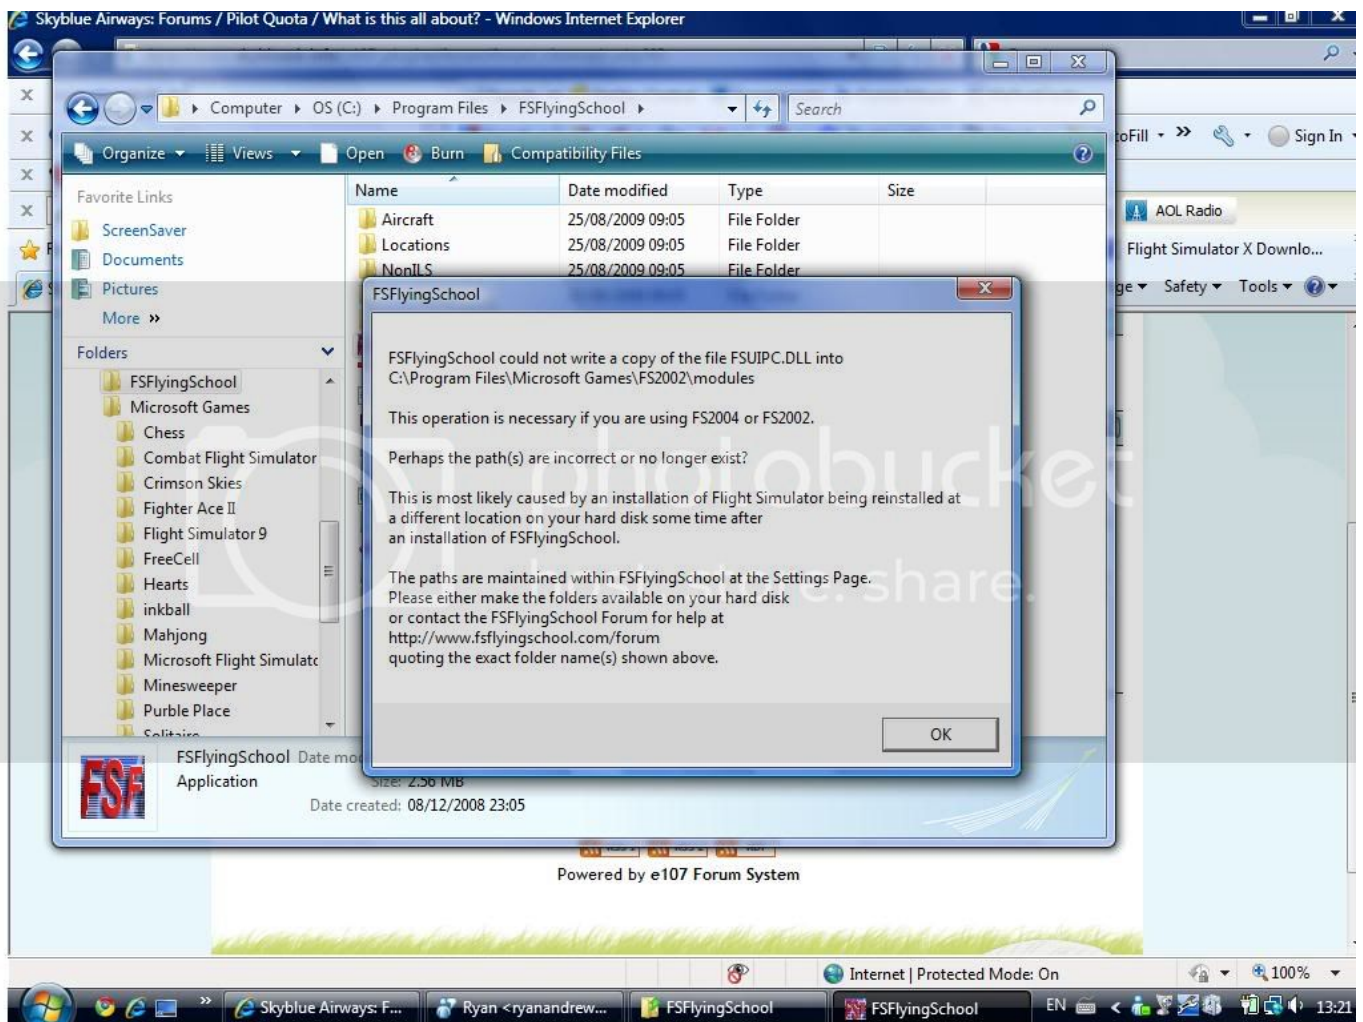 Skyblue Airways: Forums / Pilot Quota / What is this all about? - Windows Internet Explorer
Computer OS (C:) Program Files FSFlyingSchool
Search
Organize Views Open Burn Compatibility Files
Sign In
AOL Radio
Flight Simulator X Downlo...
Safety Tools
Favorite Links
ScreenSaver
Documents
Pictures
More »
Folders
FSFlyingSchool
Microsoft Games
Chess
Combat Flight Simulator
Crimson Skies
Fighter Ace II
Flight Simulator 9
FreeCell
Hearts
inkball
Mahjong
Microsoft Flight Simulatc
Minesweeper
Purble Place
Solitaire
Name Date modified Type Size
Aircraft 25/08/2009 09:05 File Folder
Locations 25/08/2009 09:05 File Folder
NonILS 25/08/2009 09:05 File Folder
FSFlyingSchool
FSFlyingSchool could not write a copy of the file FSUIPC.DLL into
C:\Program Files\Microsoft Games\FS2002\modules
This operation is necessary if you are using FS2004 or FS2002.
Perhaps the path(s) are incorrect or no longer exist?
This is most likely caused by an installation of Flight Simulator being reinstalled at
a different location on your hard disk some time after
an installation of FSFlyingSchool.
The paths are maintained within FSFlyingSchool at the Settings Page.
Please either make the folders available on your hard disk
or contact the FSFlyingSchool Forum for help at
http://www.fsflyingschool.com/forum
quoting the exact folder name(s) shown above.
OK
photobucket
host. store. share.
FSF
FSFlyingSchool Date mo
Application
Size: 2.56 MB
Date created: 08/12/2008 23:05
Powered by e107 Forum System
Internet | Protected Mode: On
100%
Skyblue Airways: F...
Ryan <ryanandrew...
FSFlyingSchool
FSFlyingSchool
EN
13:21